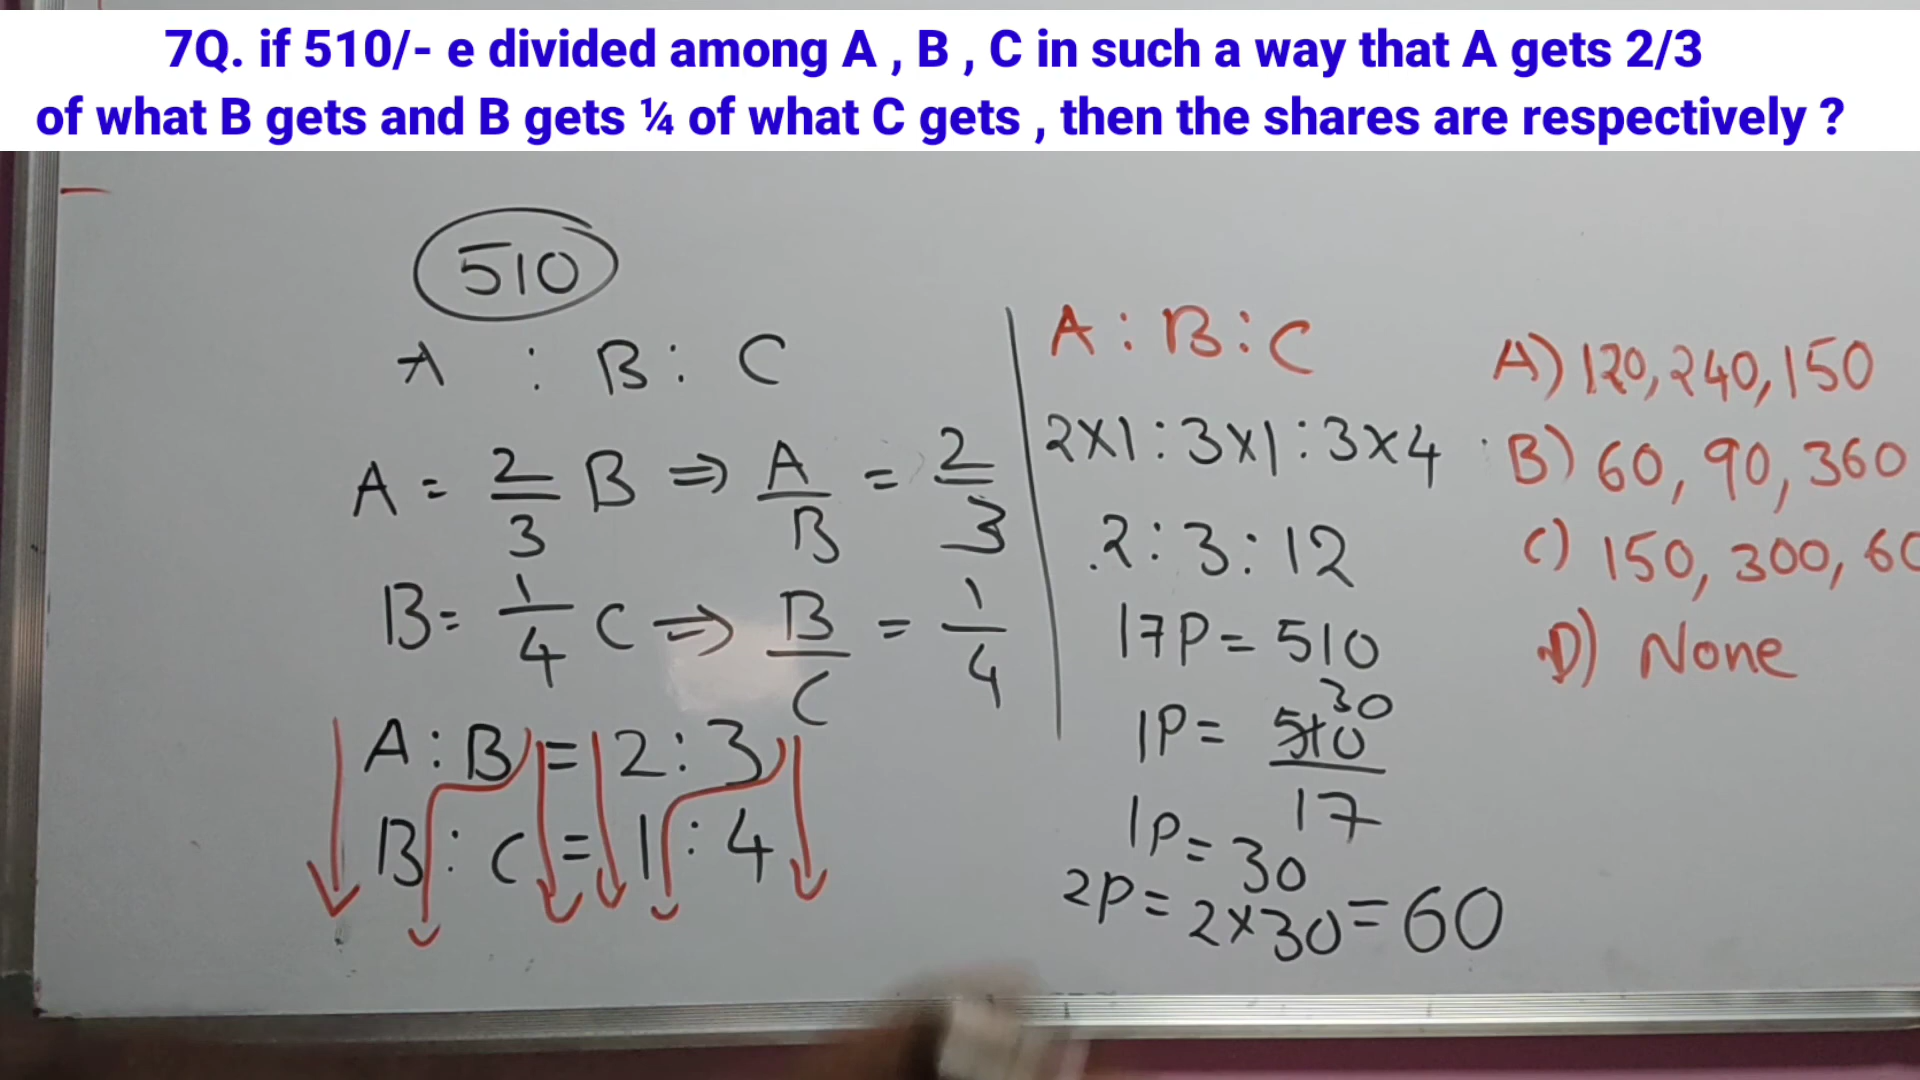 7Q. if 510/- e divided among A , B , C in such a way that A gets 2/3
of what B gets and B gets ¼ of what C gets , then the shares are respectively ?
510
A : B : C
A = 2/3 B ⇒ A/B = 2/3
B = 1/4 C ⇒ B/C = 1/4
A : B = 2 : 3
B : C = 1 : 4
A : B : C
2×1 : 3×1 : 3×4
2 : 3 : 12
17P = 510
30
1P = 510/17
1P = 30
2P = 2×30 = 60
A) 120, 240, 150
B) 60, 90, 360
C) 150, 300, 60
D) None